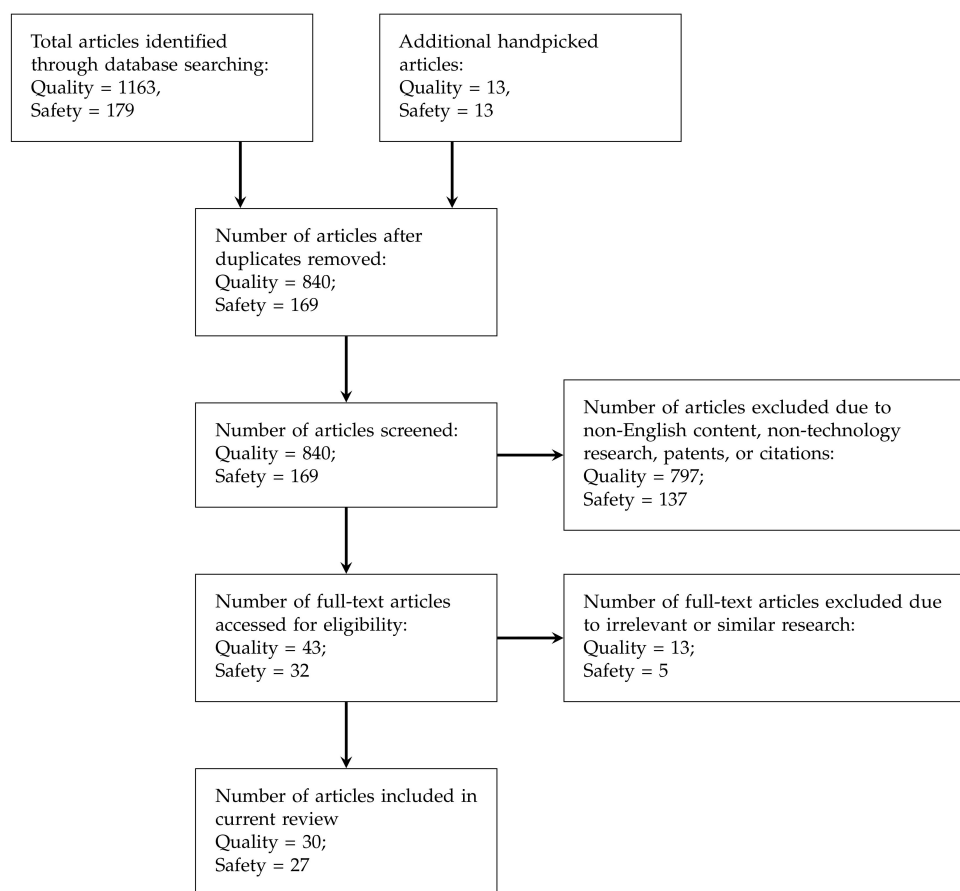 Total articles identified
through database searching:
Quality = 1163,
Safety = 179
Additional handpicked
articles:
Quality = 13,
Safety = 13
Number of articles after
duplicates removed:
Quality = 840;
Safety = 169
Number of articles screened:
Quality = 840;
Safety = 169
Number of articles excluded due to
non-English content, non-technology
research, patents, or citations:
Quality = 797;
Safety = 137
Number of full-text articles
accessed for eligibility:
Quality = 43;
Safety = 32
Number of full-text articles excluded due
to irrelevant or similar research:
Quality = 13;
Safety = 5
Number of articles included in
current review
Quality = 30;
Safety = 27